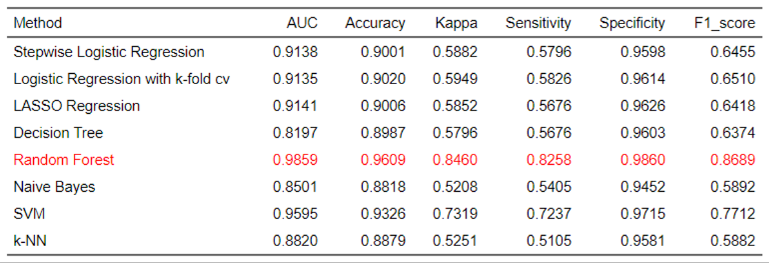 Method AUC Accuracy Kappa Sensitivity Specificity F1_score
Stepwise Logistic Regression 0.9138 0.9001 0.5882 0.5796 0.9598 0.6455
Logistic Regression with k-fold cv 0.9135 0.9020 0.5949 0.5826 0.9614 0.6510
LASSO Regression 0.9141 0.9006 0.5852 0.5676 0.9626 0.6418
Decision Tree 0.8197 0.8987 0.5796 0.5676 0.9603 0.6374
Random Forest 0.9859 0.9609 0.8460 0.8258 0.9860 0.8689
Naive Bayes 0.8501 0.8818 0.5208 0.5405 0.9452 0.5892
SVM 0.9595 0.9326 0.7319 0.7237 0.9715 0.7712
k-NN 0.8820 0.8879 0.5251 0.5105 0.9581 0.5882